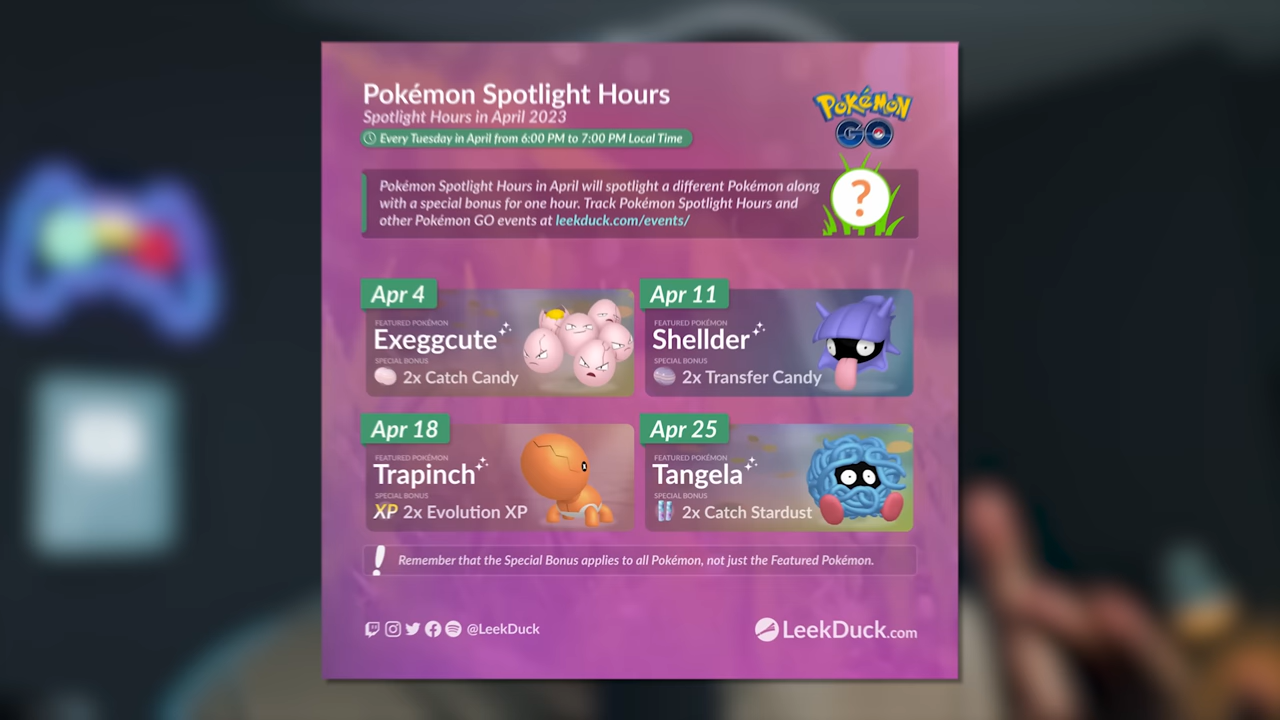 Pokémon Spotlight Hours
Spotlight Hours in April 2023
Every Tuesday in April from 6:00 PM to 7:00 PM Local Time
POKéMON
GO
Pokémon Spotlight Hours in April will spotlight a different Pokémon along
with a special bonus for one hour. Track Pokémon Spotlight Hours and
other Pokémon GO events at leekduck.com/events/
?
Apr 4
FEATURED POKÉMON
Exeggcute
SPECIAL BONUS
2x Catch Candy
Apr 11
FEATURED POKÉMON
Shellder
SPECIAL BONUS
2x Transfer Candy
Apr 18
FEATURED POKÉMON
Trapinch
SPECIAL BONUS
XP 2x Evolution XP
Apr 25
FEATURED POKÉMON
Tangela
SPECIAL BONUS
2x Catch Stardust
! Remember that the Special Bonus applies to all Pokémon, not just the Featured Pokémon.
@LeekDuck
LeekDuck.com